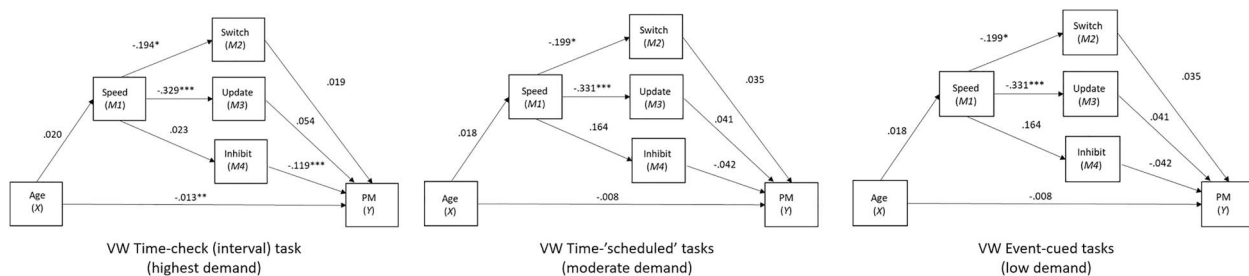 Switch
(M2)
-.194*
.019
Speed
(M1)
-.329***
Update
(M3)
.054
.020
.023
Inhibit
(M4)
-.119***
Age
(X)
-.013**
PM
(Y)
VW Time-check (interval) task
(highest demand)
Switch
(M2)
-.199*
.035
Speed
(M1)
-.331***
Update
(M3)
.041
.018
.164
Inhibit
(M4)
-.042
Age
(X)
-.008
PM
(Y)
VW Time-'scheduled' tasks
(moderate demand)
Switch
(M2)
-.199*
.035
Speed
(M1)
-.331***
Update
(M3)
.041
.018
.164
Inhibit
(M4)
-.042
Age
(X)
-.008
PM
(Y)
VW Event-cued tasks
(low demand)